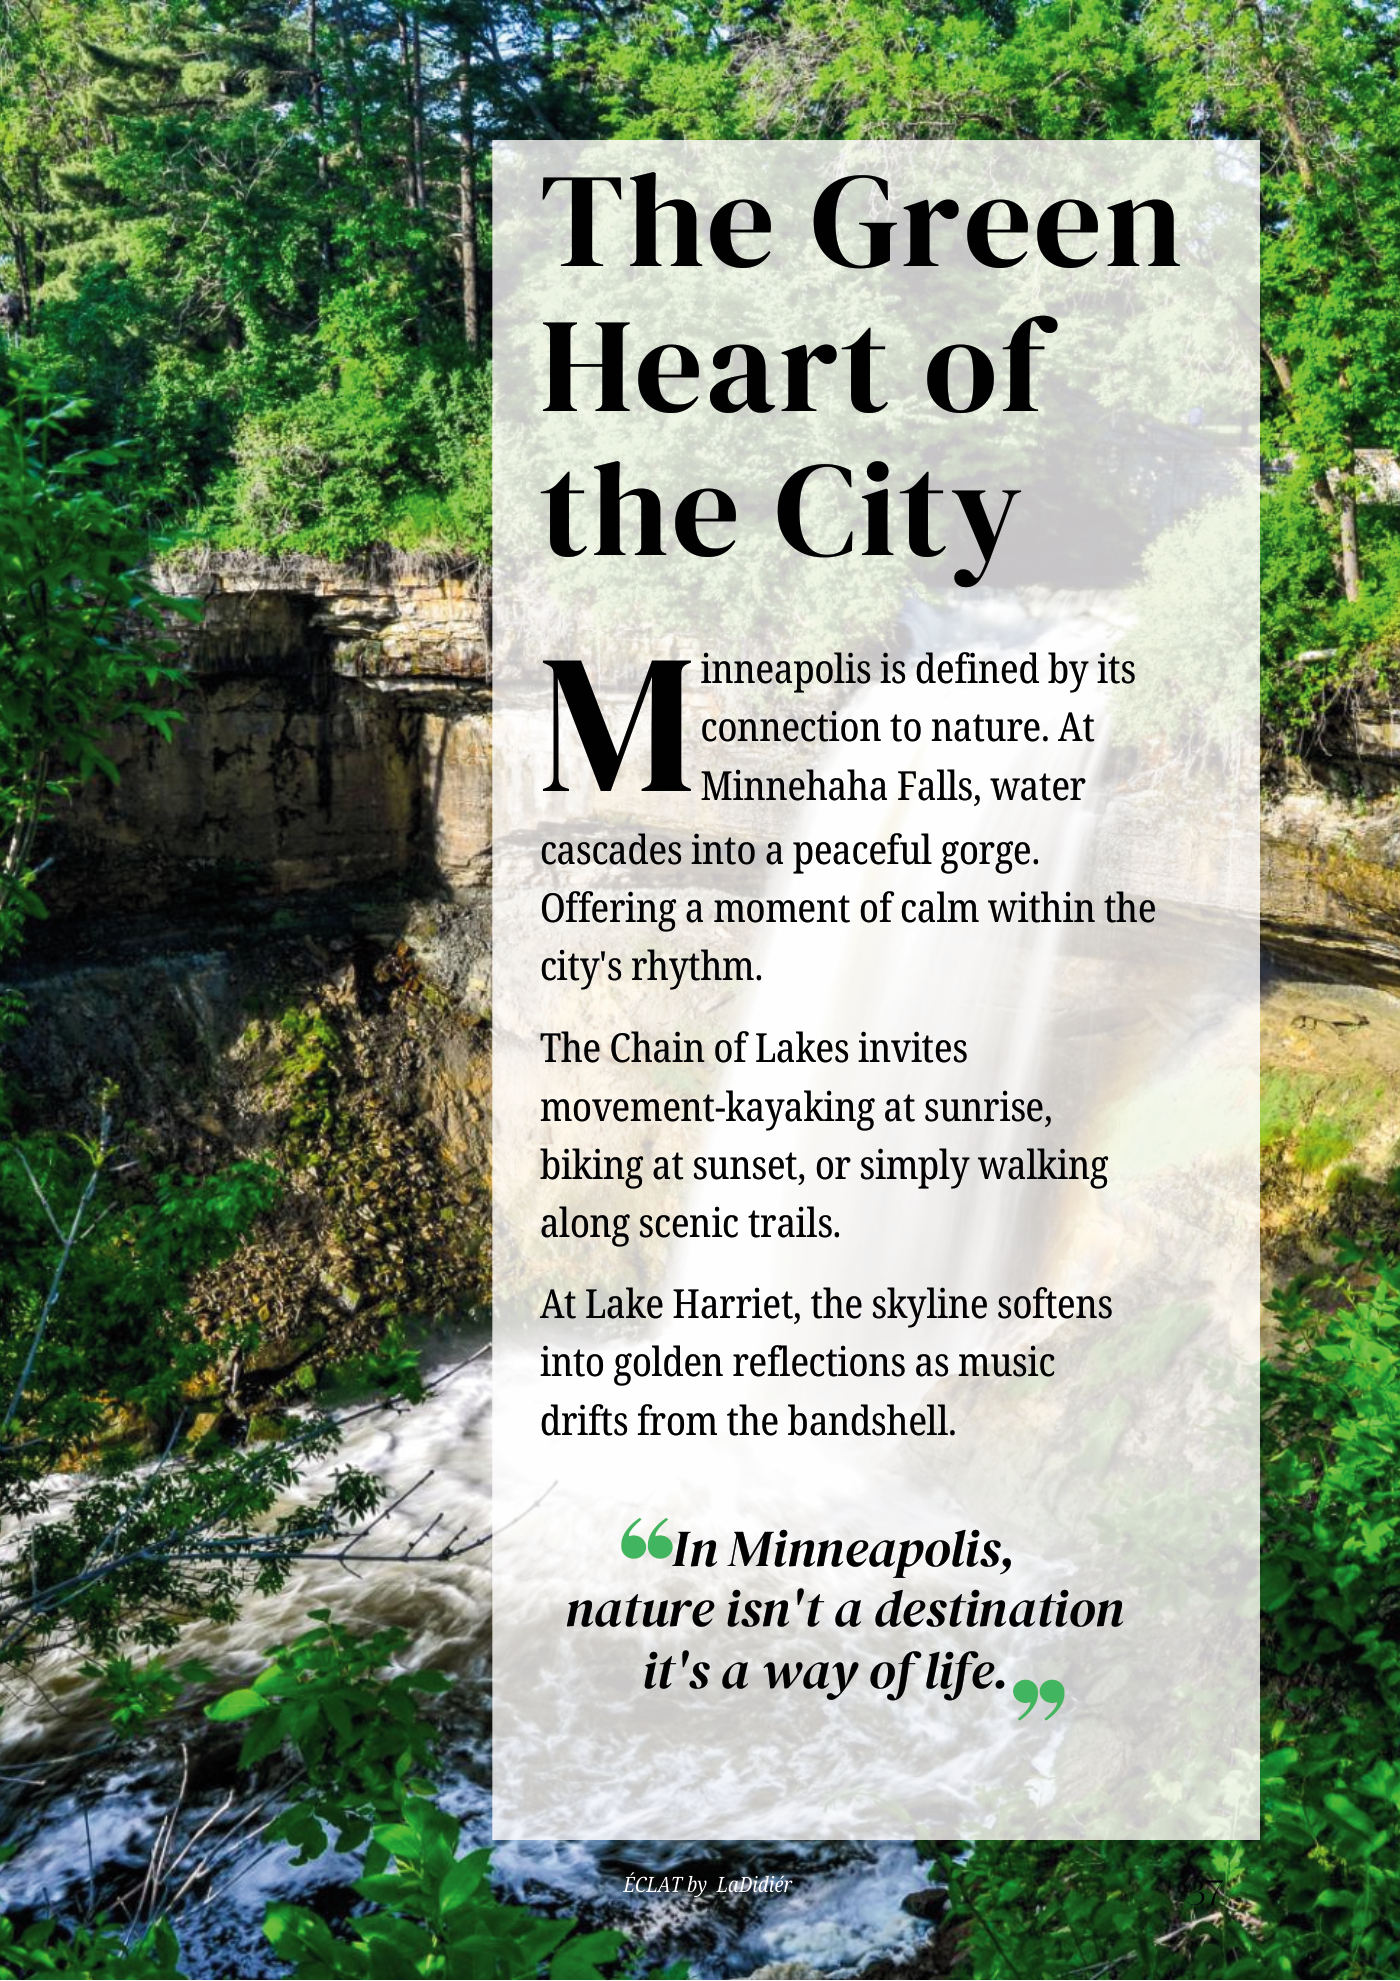 The Green
Heart of
the City
Minneapolis is defined by its
connection to nature. At
Minnehaha Falls, water
cascades into a peaceful gorge.
Offering a moment of calm within the
city's rhythm.
The Chain of Lakes invites
movement-kayaking at sunrise,
biking at sunset, or simply walking
along scenic trails.
At Lake Harriet, the skyline softens
into golden reflections as music
drifts from the bandshell.
“In Minneapolis,
nature isn't a destination
it's a way of life.”
ÉCLAT by LaDidiér
37